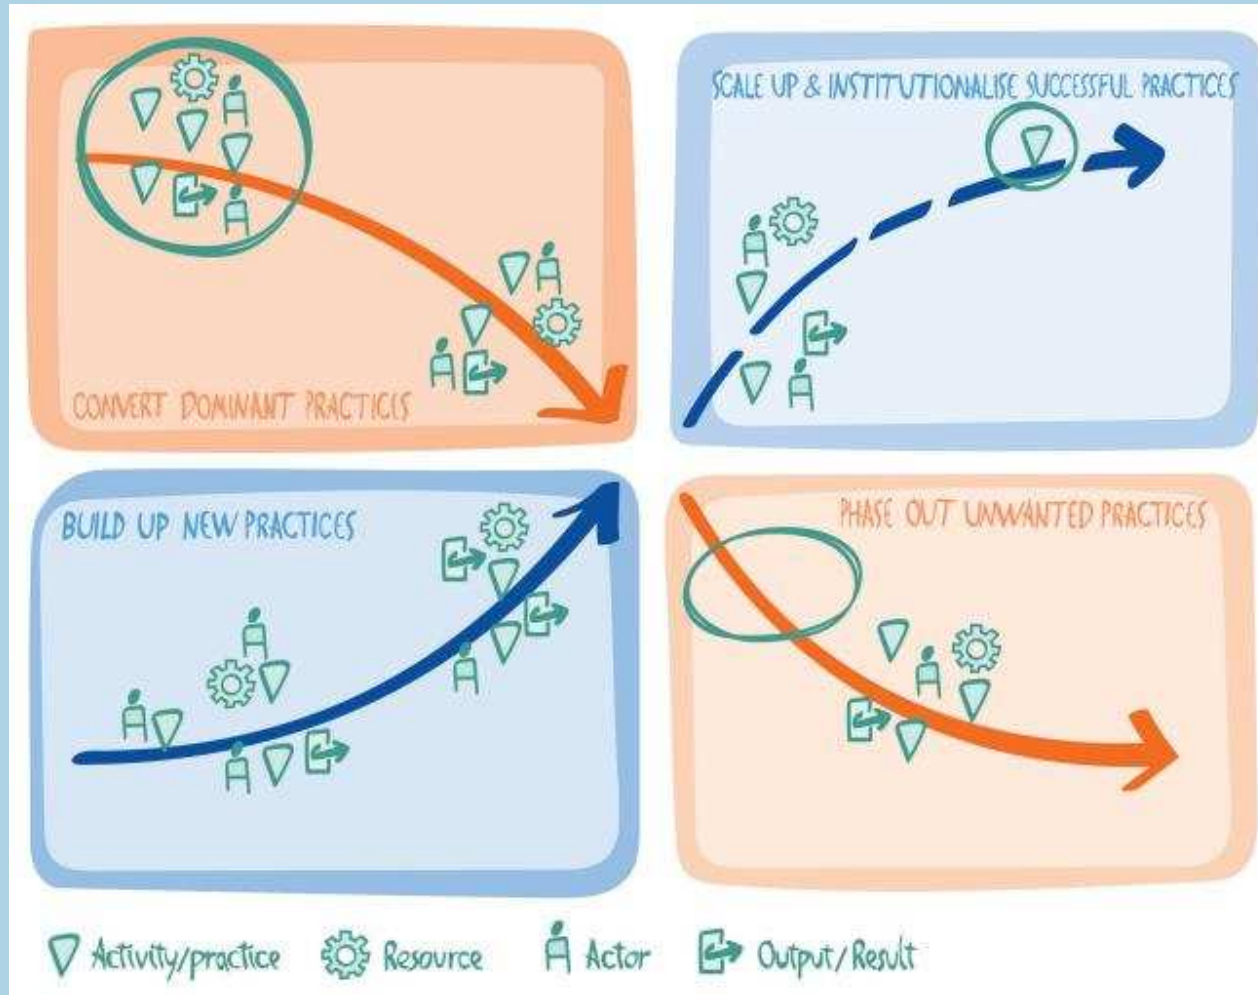 SCALE UP & INSTITUTIONALISE SUCCESSFUL PRACTICES
CONVERT DOMINANT PRACTICES
BUILD UP NEW PRACTICES
PHASE OUT UNWANTED PRACTICES
Activity/practice
Resource
Actor
Output/Result